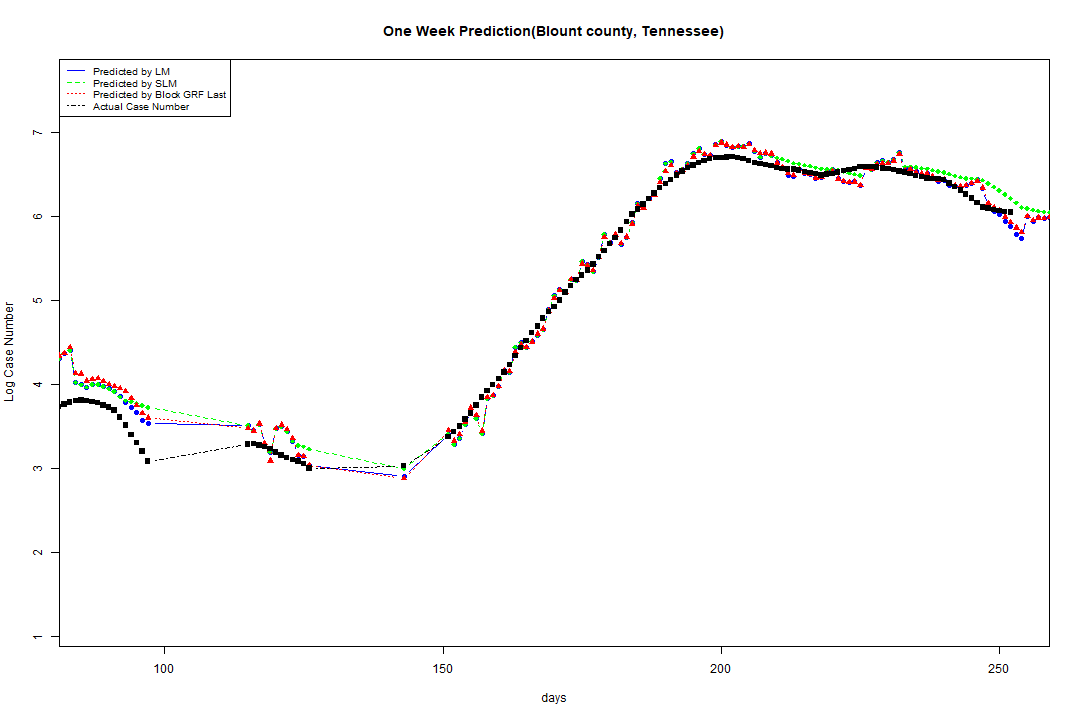 One Week Prediction(Blount county, Tennessee)
Predicted by LM
Predicted by SLM
Predicted by Block GRF Last
Actual Case Number
7
6
5
4
3
2
1
Log Case Number
100 150 200 250
days